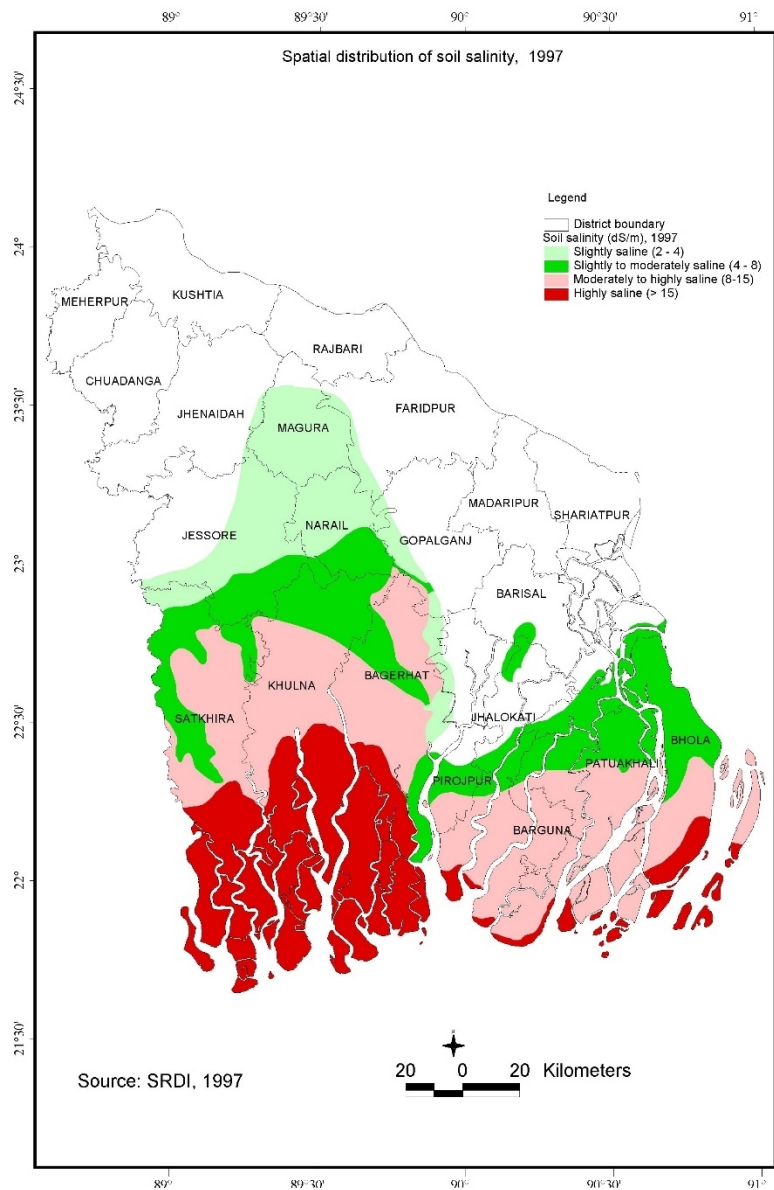 89° 89°30' 90° 90°30' 91°
Spatial distribution of soil salinity, 1997
24°30'
Legend
District boundary
Soil salinity (dS/m), 1997
Slightly saline (2 - 4)
Slightly to moderately saline (4 - 8)
Moderately to highly saline (8-15)
Highly saline (> 15)
24°
MEHERPUR
KUSHTIA
RAJBARI
CHUADANGA
23°30'
JHENAIDAH
FARIDPUR
MAGURA
MADARIPUR
SHARIATPUR
NARAIL
JESSORE
GOPALGANJ
23°
BARISAL
BAGERHAT
KHULNA
SATKHIRA
22°30'
JHALOKATI
BHOLA
PATUAKHALI
PIROJPUR
BARGUNA
22°
21°30'
20 0 20 Kilometers
Source: SRDI, 1997
89° 89°30' 90° 90°30' 91°